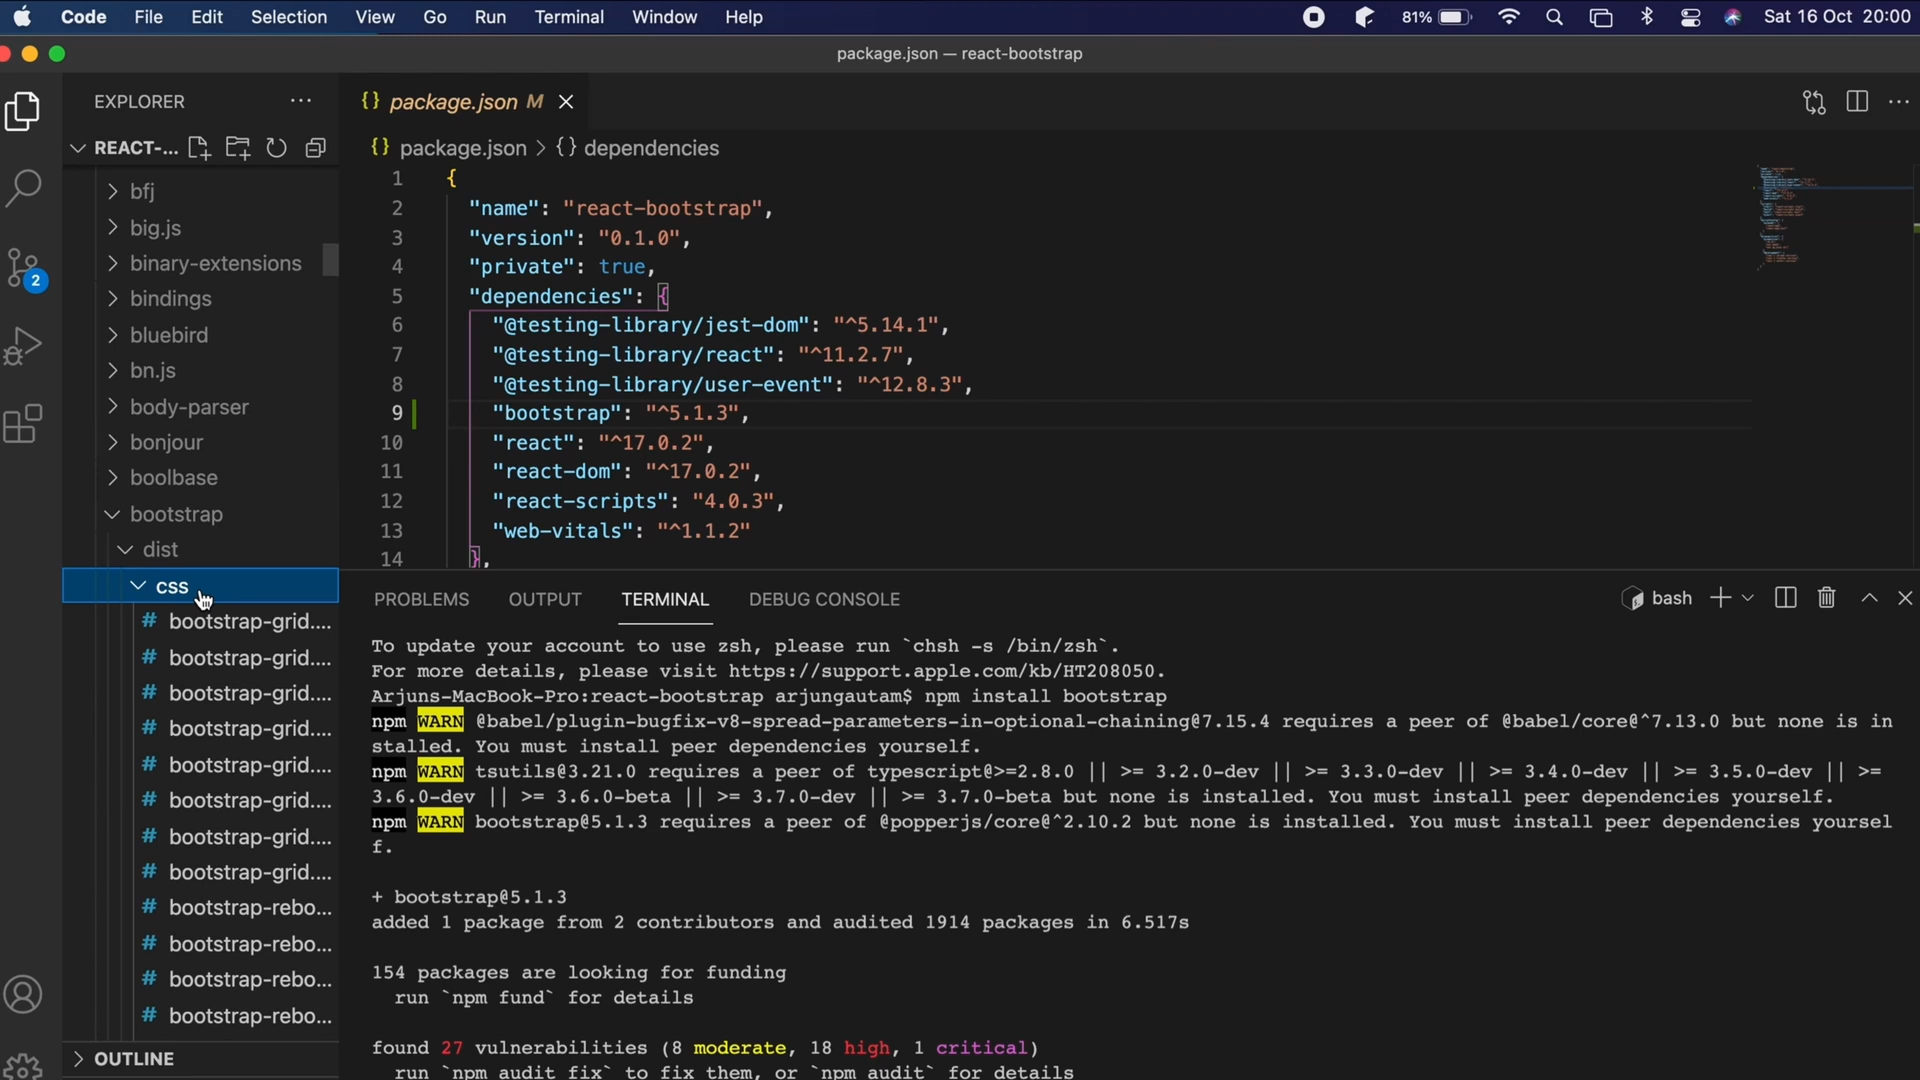 Code File Edit Selection View Go Run Terminal Window Help 81% Sat 16 Oct 20:00
package.json — react-bootstrap
EXPLORER
REACT-...
bfj
big.js
binary-extensions
bindings
bluebird
bn.js
body-parser
bonjour
boolbase
bootstrap
dist
css
# bootstrap-grid....
# bootstrap-grid....
# bootstrap-grid....
# bootstrap-grid....
# bootstrap-grid....
# bootstrap-grid....
# bootstrap-grid....
# bootstrap-grid....
# bootstrap-rebo...
# bootstrap-rebo...
# bootstrap-rebo...
# bootstrap-rebo...
OUTLINE
2
{} package.json M
{} package.json > {} dependencies
1 {
2 "name": "react-bootstrap",
3 "version": "0.1.0",
4 "private": true,
5 "dependencies": {
6 "@testing-library/jest-dom": "^5.14.1",
7 "@testing-library/react": "^11.2.7",
8 "@testing-library/user-event": "^12.8.3",
9 "bootstrap": "^5.1.3",
10 "react": "^17.0.2",
11 "react-dom": "^17.0.2",
12 "react-scripts": "4.0.3",
13 "web-vitals": "^1.1.2"
14 },
PROBLEMS OUTPUT TERMINAL DEBUG CONSOLE bash
To update your account to use zsh, please run `chsh -s /bin/zsh`.
For more details, please visit https://support.apple.com/kb/HT208050.
Arjuns-MacBook-Pro:react-bootstrap arjungautam$ npm install bootstrap
npm WARN @babel/plugin-bugfix-v8-spread-parameters-in-optional-chaining@7.15.4 requires a peer of @babel/core@^7.13.0 but none is in
stalled. You must install peer dependencies yourself.
npm WARN tsutils@3.21.0 requires a peer of typescript@>=2.8.0 || >= 3.2.0-dev || >= 3.3.0-dev || >= 3.4.0-dev || >= 3.5.0-dev || >=
3.6.0-dev || >= 3.6.0-beta || >= 3.7.0-dev || >= 3.7.0-beta but none is installed. You must install peer dependencies yourself.
npm WARN bootstrap@5.1.3 requires a peer of @popperjs/core@^2.10.2 but none is installed. You must install peer dependencies yoursel
f.
+ bootstrap@5.1.3
added 1 package from 2 contributors and audited 1914 packages in 6.517s
154 packages are looking for funding
run `npm fund` for details
found 27 vulnerabilities (8 moderate, 18 high, 1 critical)
run `npm audit fix` to fix them, or `npm audit` for details